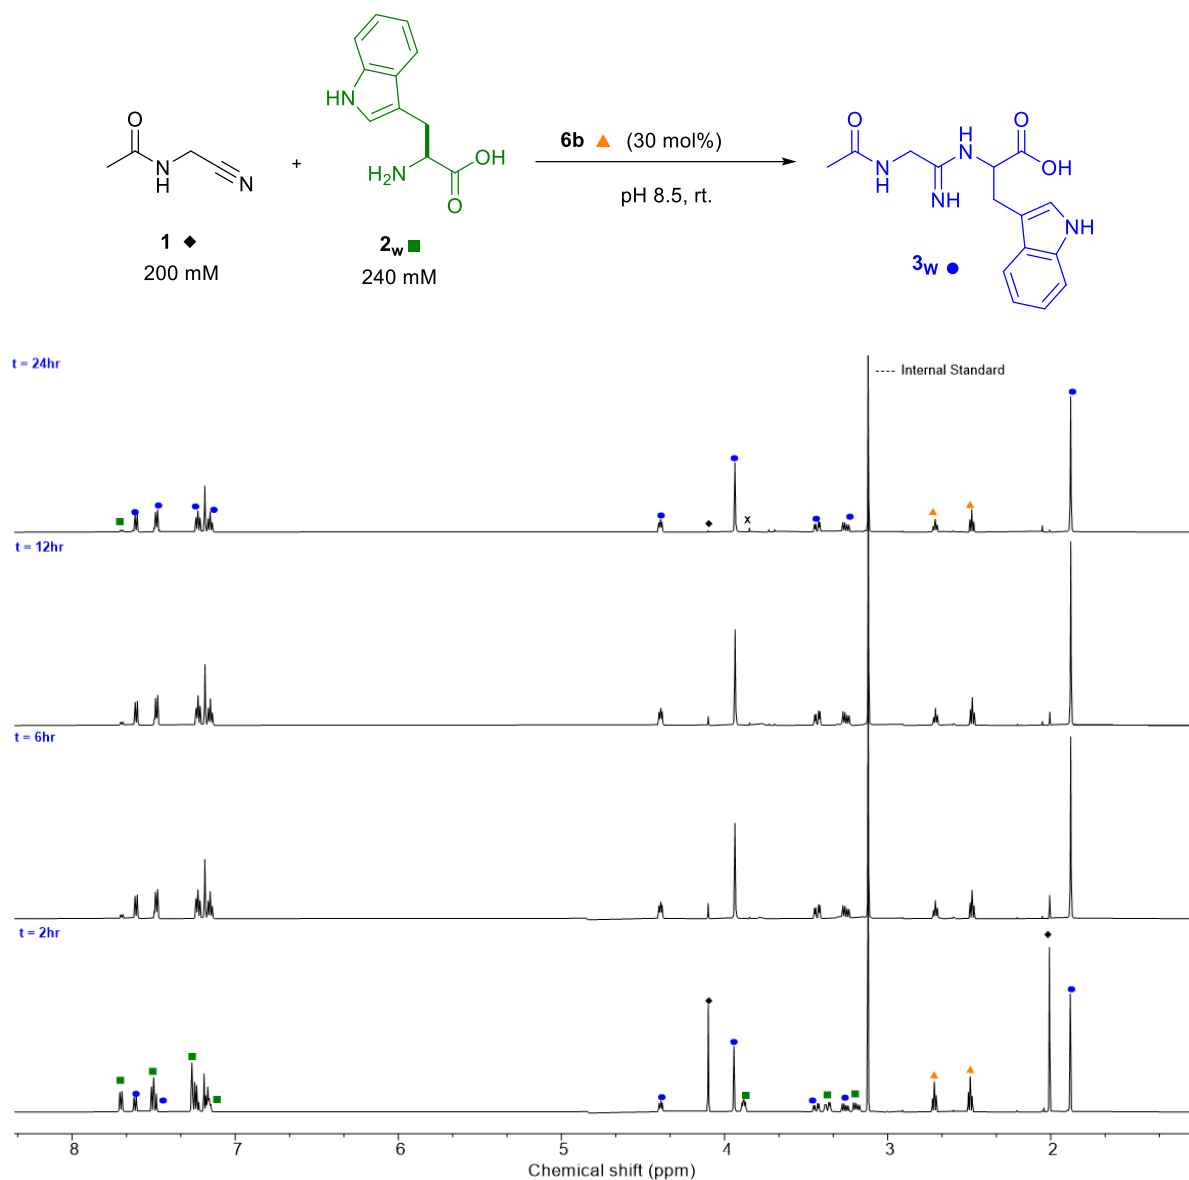 O
N
H
N
1
200 mM
+
HN
H2N
OH
O
2w
240 mM
6b (30 mol%)
pH 8.5, rt.
O
N
H
H
N
NH
O
OH
NH
3w
t = 24hr
Internal Standard
x
t = 12hr
t = 6hr
t = 2hr
8 7 6 5 4 3 2
Chemical shift (ppm)